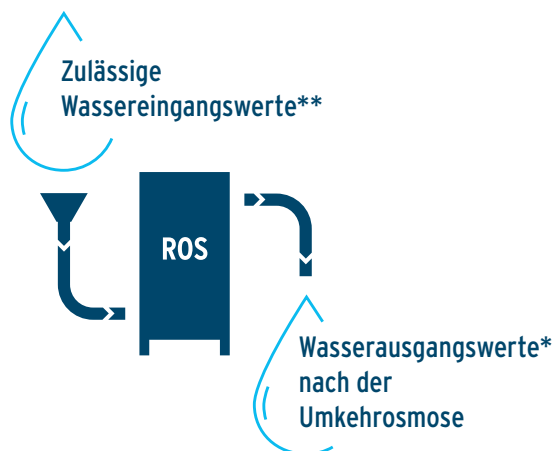 Zulässige
Wassereingangswerte**
ROS
Wasserausgangswerte*
nach der
Umkehrosmose